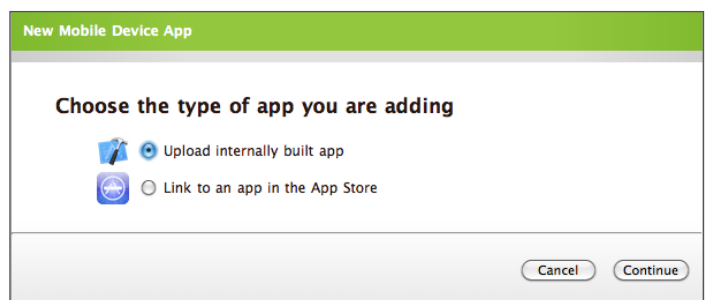 New Mobile Device App
Choose the type of app you are adding
Upload internally built app
Link to an app in the App Store
Cancel
Continue